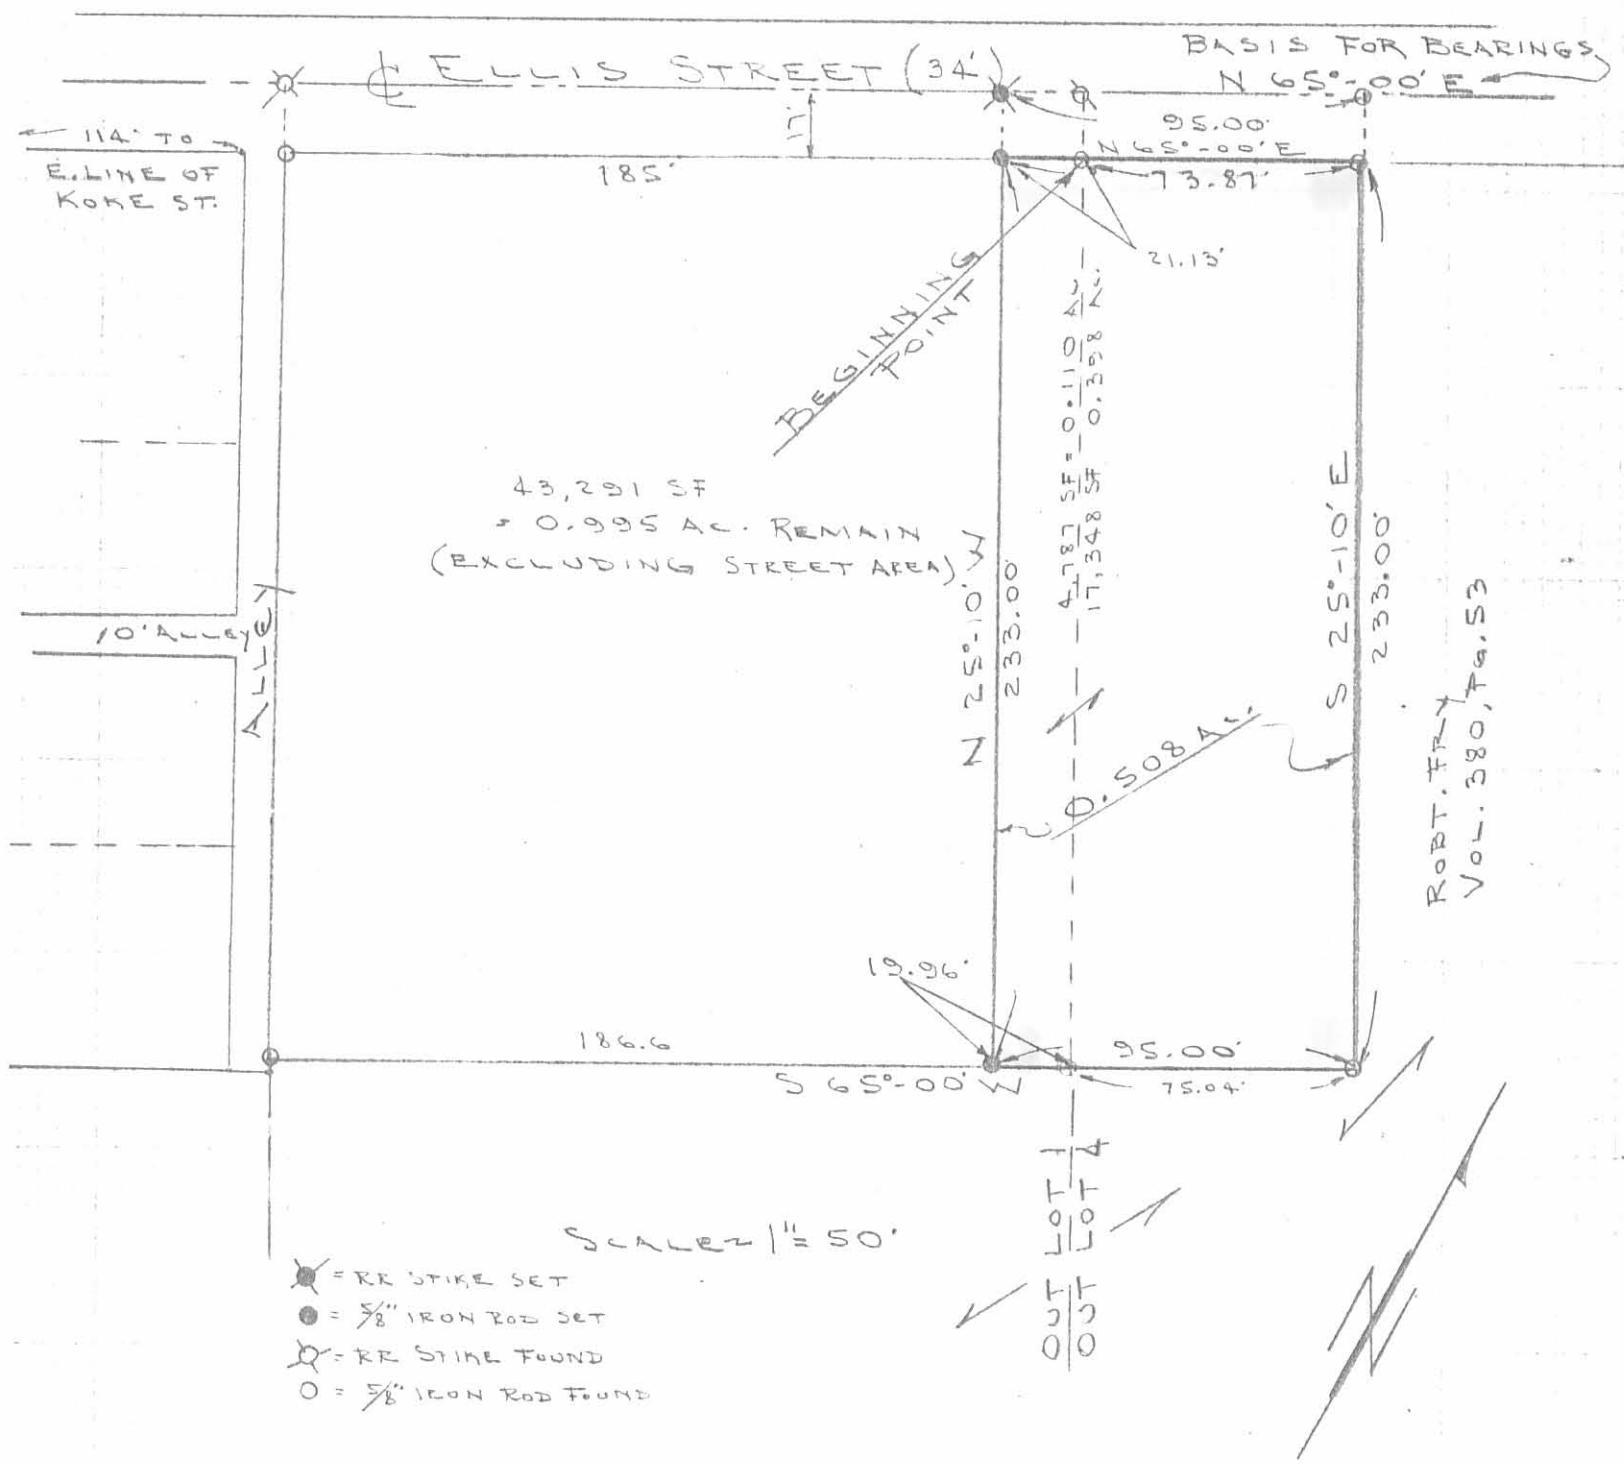 BASIS FOR BEARINGS
N 65°-00' E
℄ ELLIS STREET (34')
17'
114' TO
E. LINE OF
KOKE ST.
185'
95.00'
N 65°-00' E
73.87'
21.13'
BEGINNING
POINT
4,787 SF = 0.110 AC.
17,348 SF 0.398 AC.
43,291 SF
= 0.995 AC. REMAIN
(EXCLUDING STREET AREA)
N 25°-10' W
233.00'
S 25°-10' E
233.00'
10' ALLEY
ALLEY
0.508 AC.
ROBT. FRY
VOL. 380, PG. 53
19.96'
186.6
95.00'
S 65°-00' W
75.04'
OUT LOT 1
OUT LOT 4
SCALE 1" = 50'
= RR SPIKE SET
= 5/8" IRON ROD SET
= RR SPIKE FOUND
= 5/8" IRON ROD FOUND
N